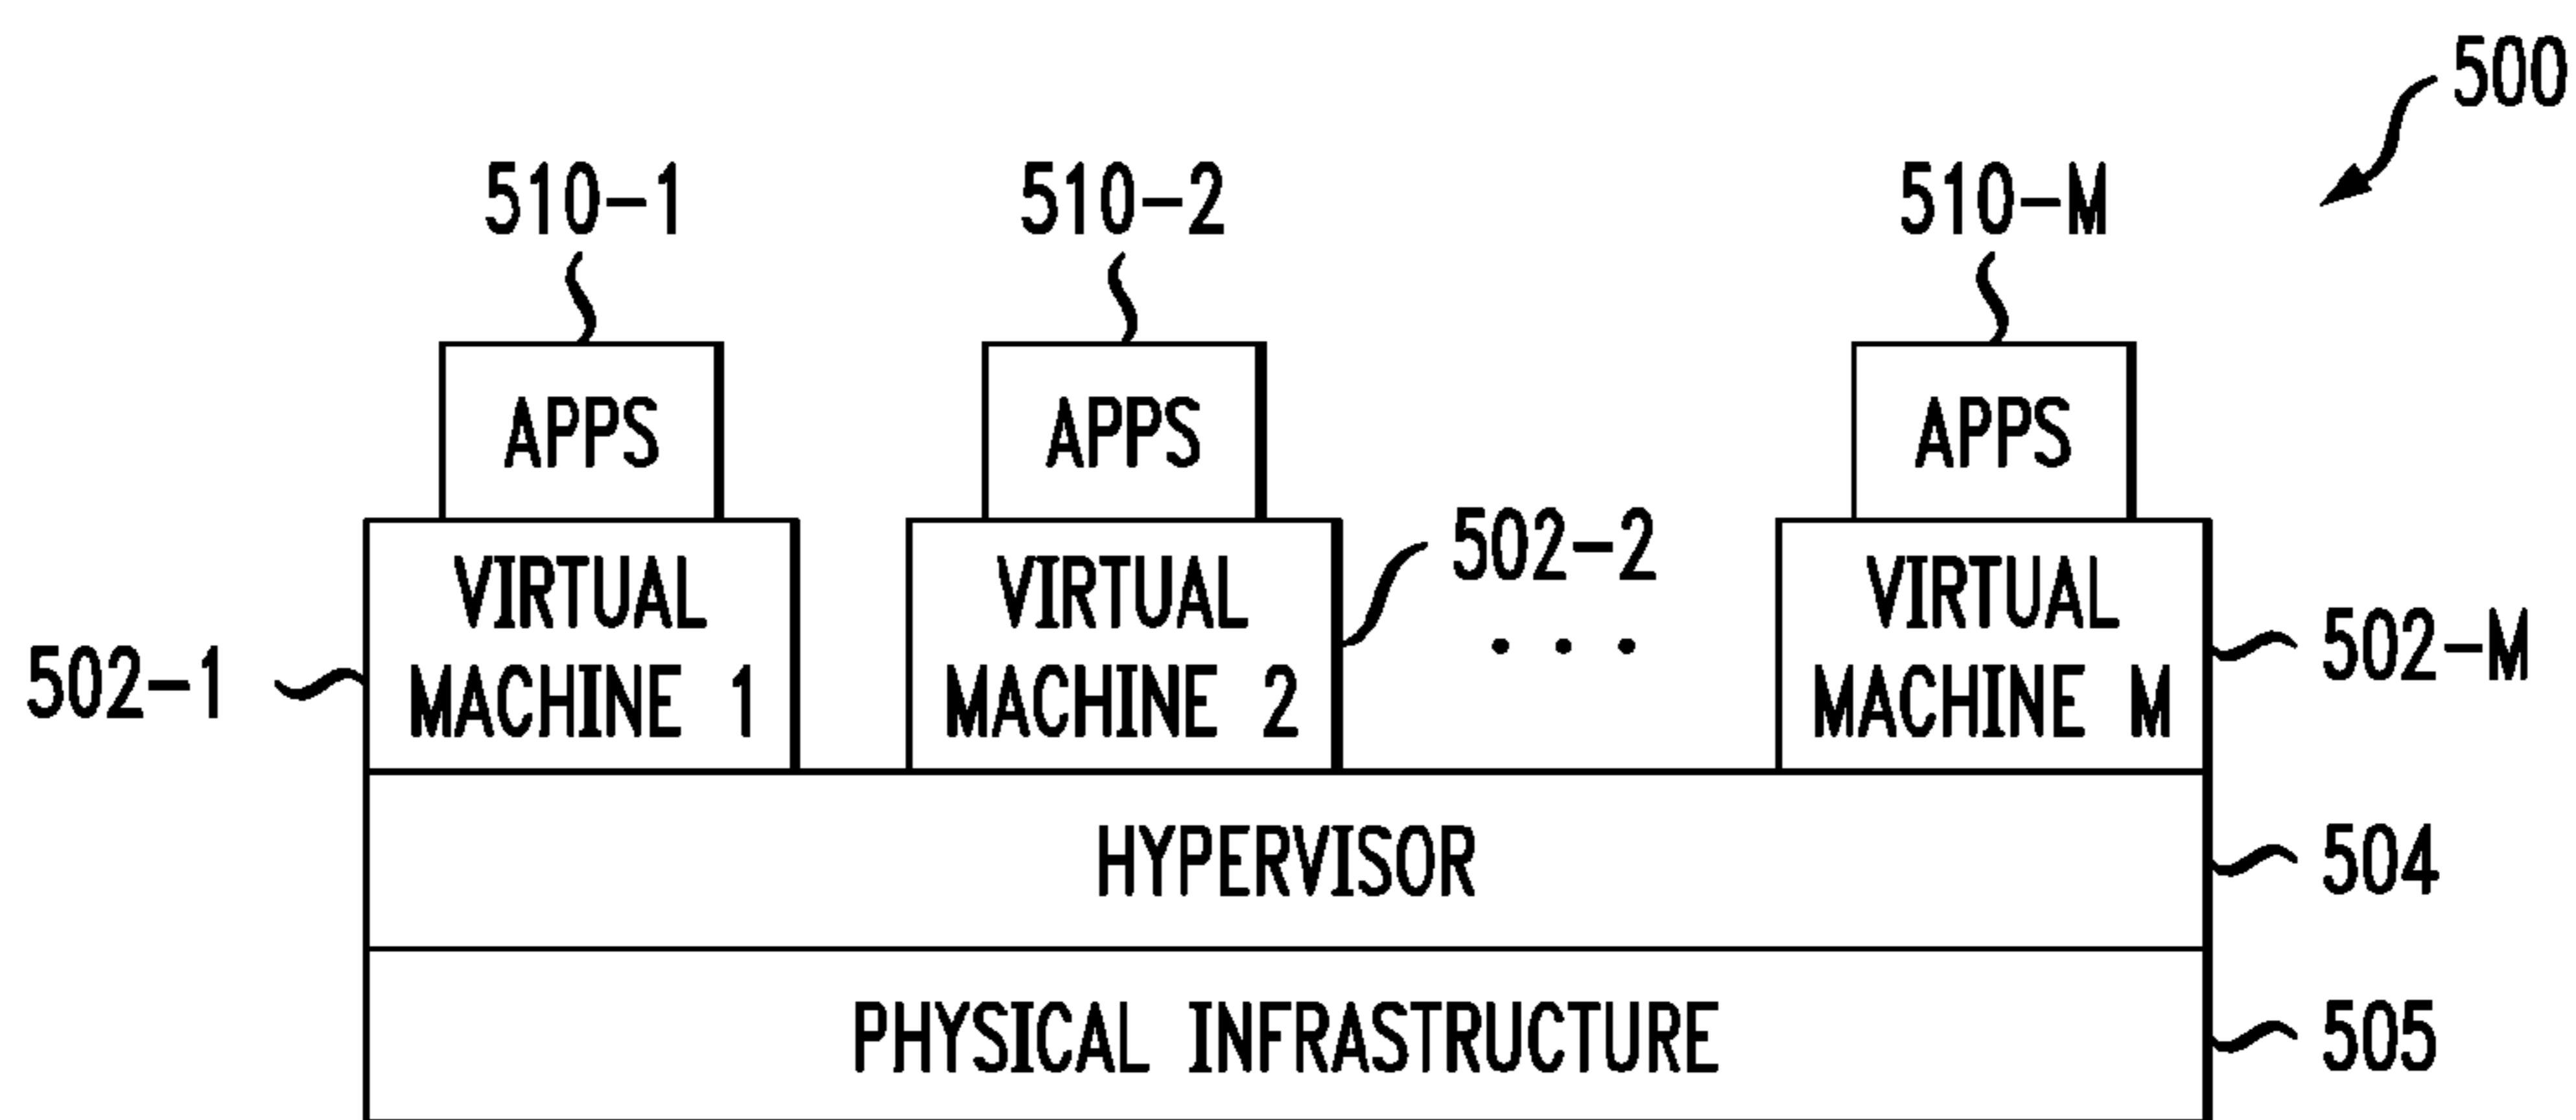 500
510-1
510-2
510-M
APPS
APPS
APPS
VIRTUAL
MACHINE 1
VIRTUAL
MACHINE 2
502-2
. . .
VIRTUAL
MACHINE M
502-1
502-M
HYPERVISOR
504
PHYSICAL INFRASTRUCTURE
505